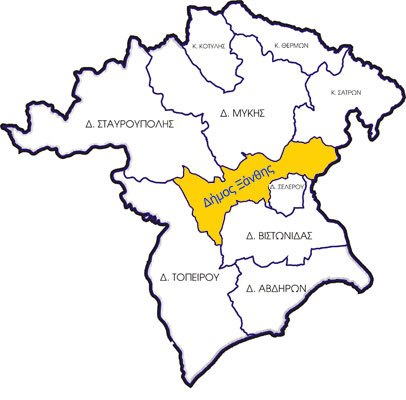 Κ. ΚΟΤΥΛΗΣ
Κ. ΘΕΡΜΩΝ
Κ. ΣΑΤΡΩΝ
Δ. ΣΤΑΥΡΟΥΠΟΛΗΣ
Δ. ΜΥΚΗΣ
Δήμος Ξάνθης
Δ. ΣΕΛΕΡΟΥ
Δ. ΒΙΣΤΩΝΙΔΑΣ
Δ. ΤΟΠΕΙΡΟΥ
Δ. ΑΒΔΗΡΩΝ